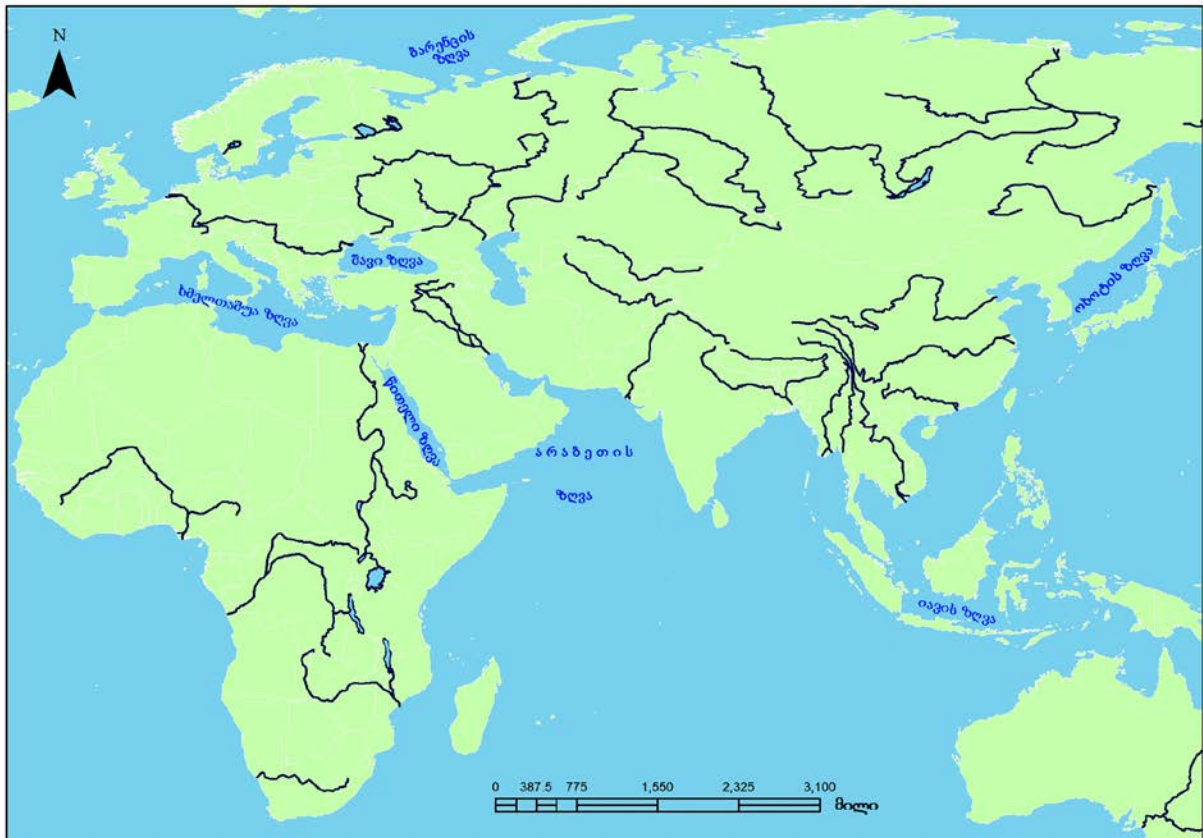 N
ბარენცის
ზღვა
შავი ზღვა
ხმელთაშუა ზღვა
ოხოტის ზღვა
წითელი ზღვა
არაბეთის
ზღვა
იავის ზღვა
0 387.5 775 1,550 2,325 3,100
მილი